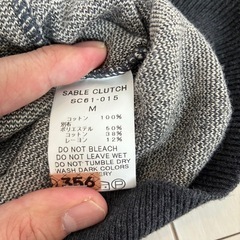 SABLE CLUTCH
SC61-015
M
コットン 100%
別布
ポリエステル 50%
コットン 38%
レーヨン 12%
DO NOT BLEACH
DO NOT LEAVE WET
DO NOT TUMBLE DRY
WASH DARK COLORS
356
P